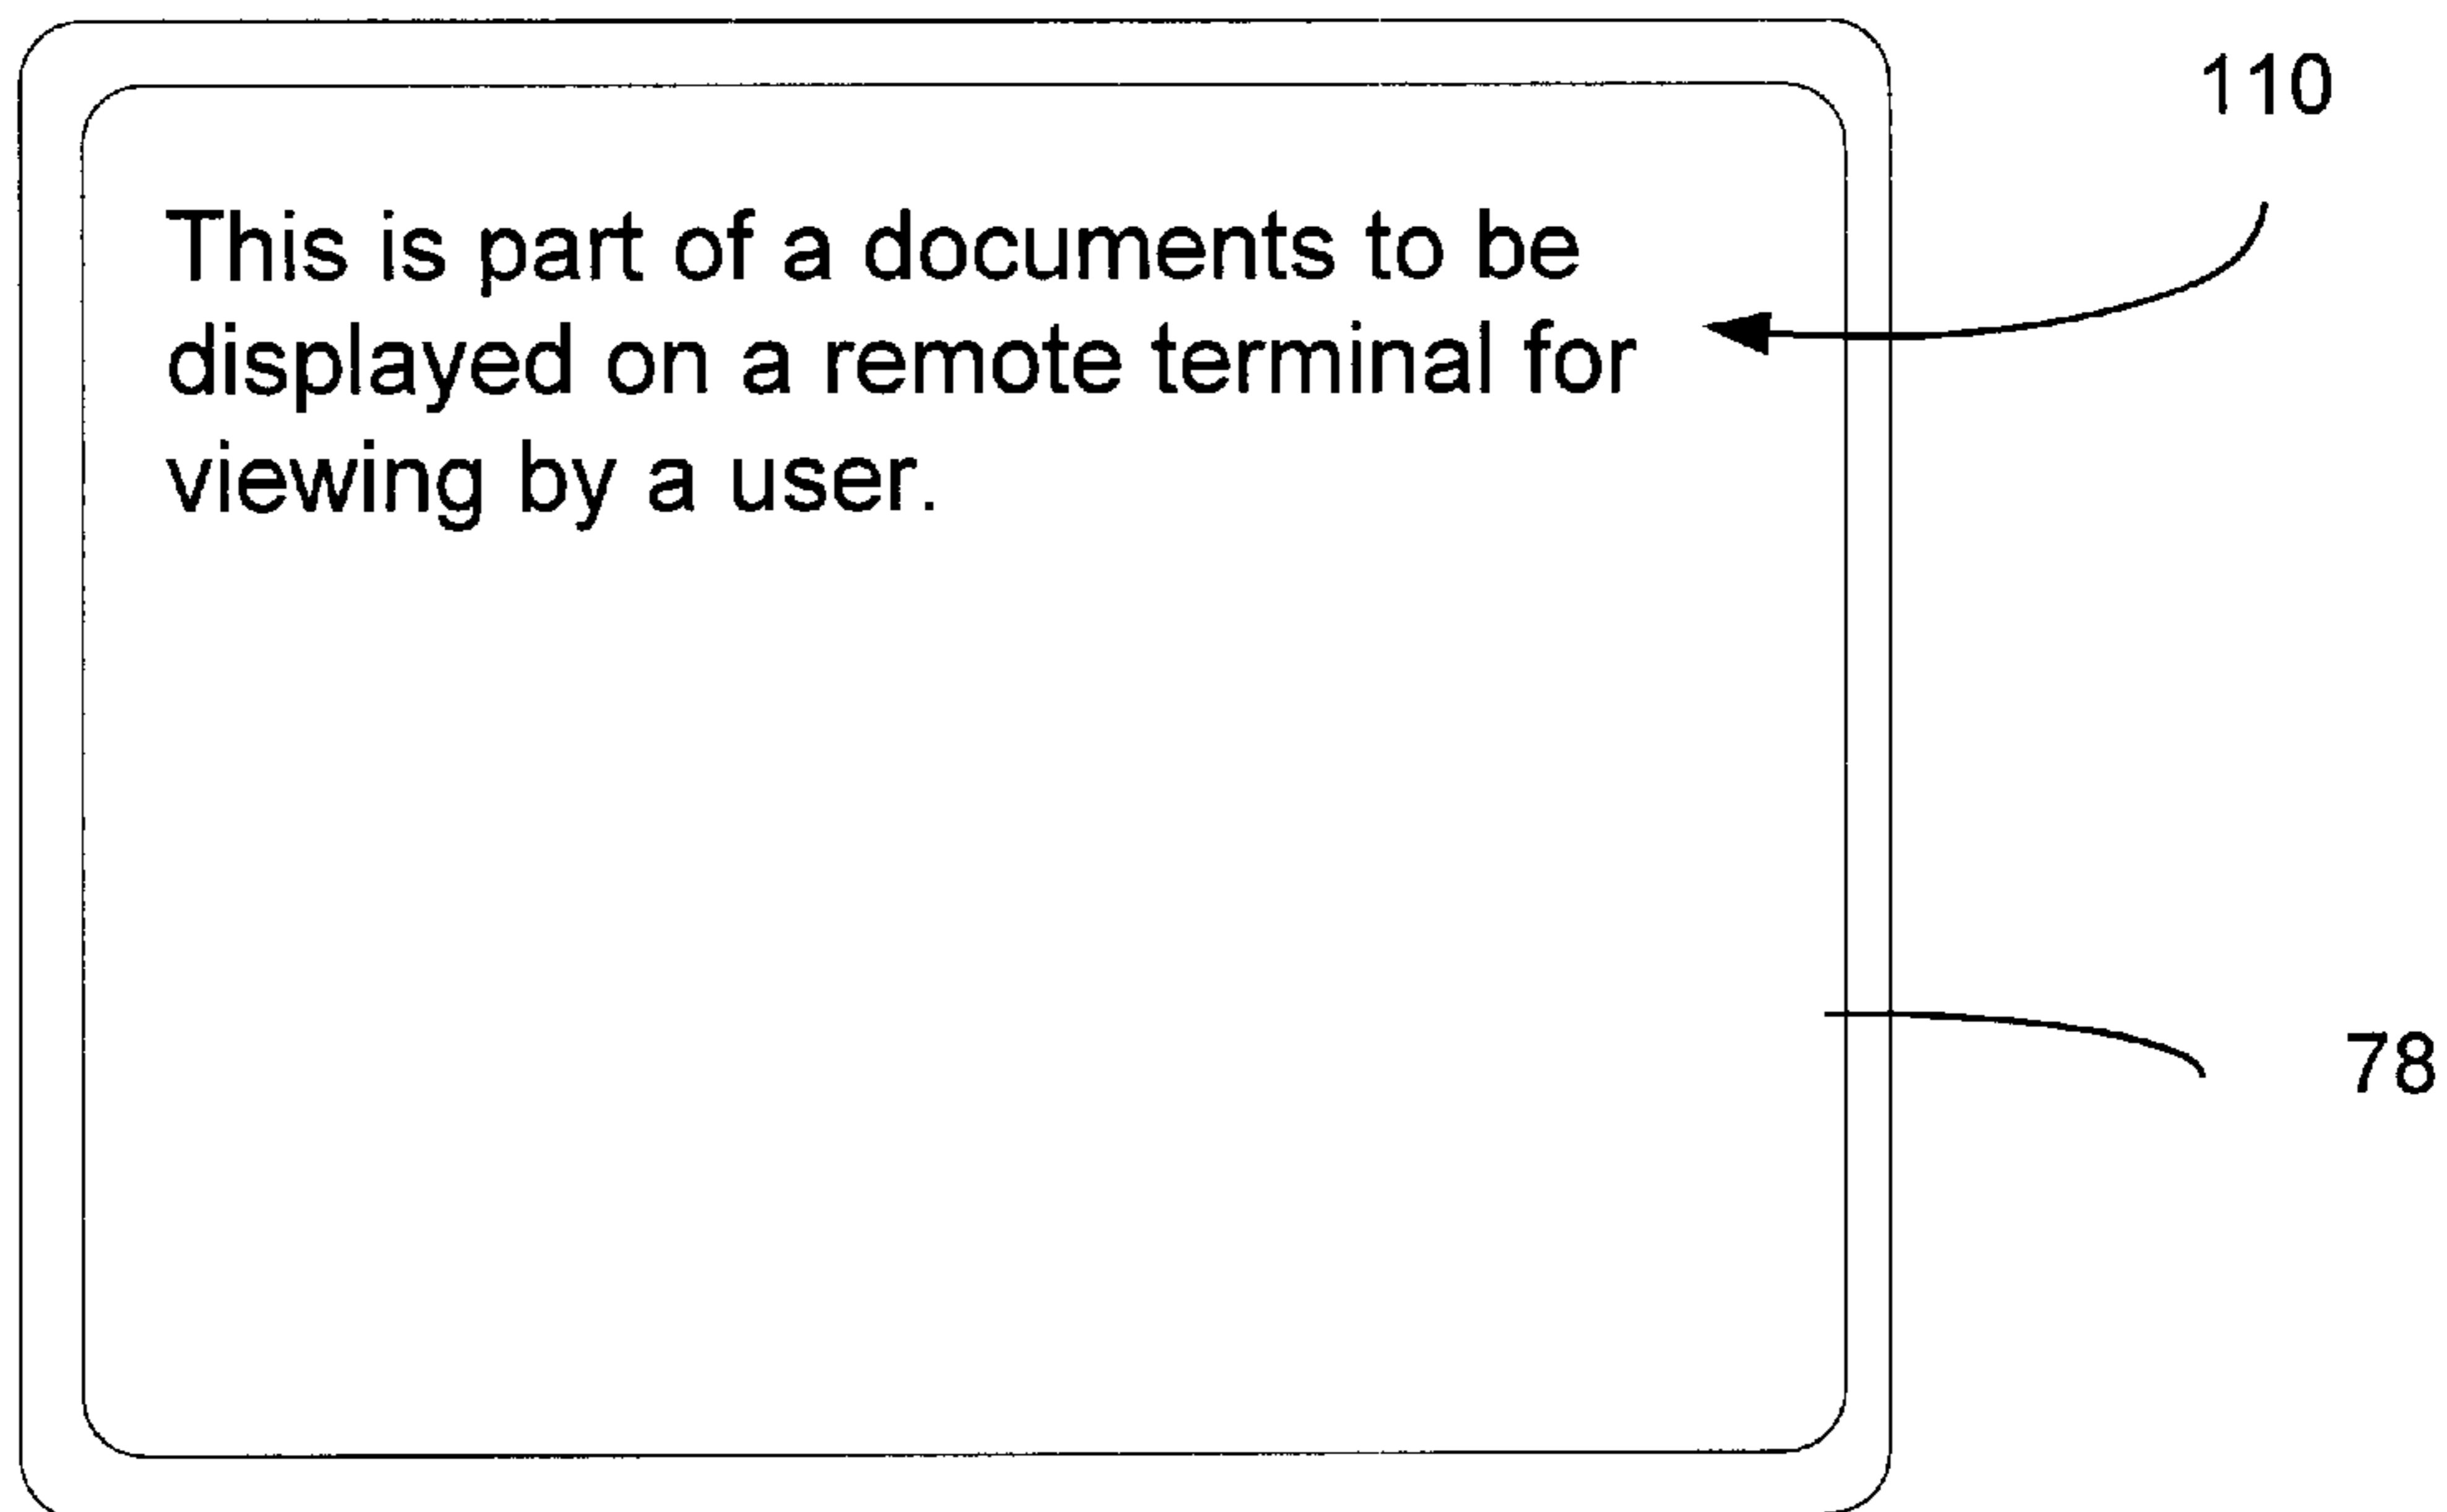 110
This is part of a documents to be
displayed on a remote terminal for
viewing by a user.
78